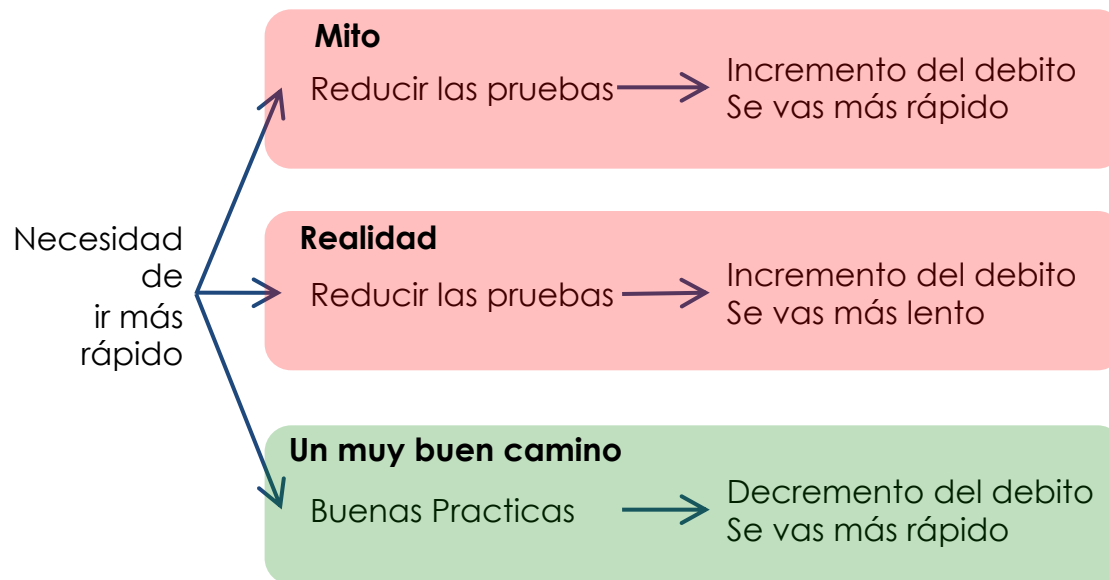 Necesidad
de
ir más
rápido
Mito
Reducir las pruebas
Incremento del debito
Se vas más rápido
Realidad
Reducir las pruebas
Incremento del debito
Se vas más lento
Un muy buen camino
Buenas Practicas
Decremento del debito
Se vas más rápido